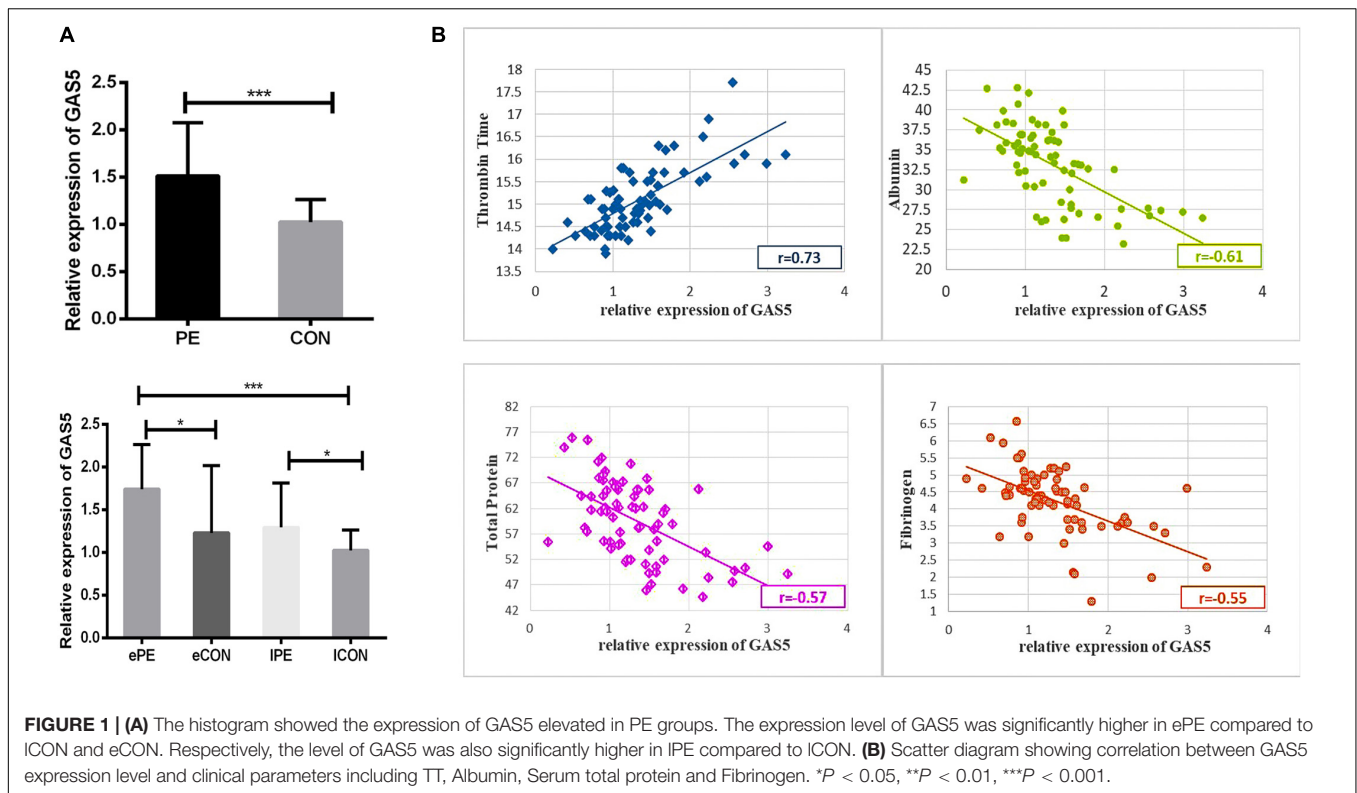 A
Relative expression of GAS5
2.5
2.0
1.5
1.0
0.5
0.0
***
PE CON
Relative expression of GAS5
2.5
2.0
1.5
1.0
0.5
0.0
***
*
*
ePE eCON lPE lCON
B
Thrombin Time
18
17
16.5
16
15.5
15
14.5
14
13.5
r=0.73
0 1 2 3 4
relative expression of GAS5
Albumin
45
42.5
40
37.5
35
32.5
30
27.5
25
22.5
20
r=-0.61
0 1 2 3 4
relative expression of GAS5
Total Protein
82
77
72
67
62
57
52
47
42
r=-0.57
0 1 2 3 4
relative expression of GAS5
Fibrinogen
7
6.5
6
5.5
5
4.5
4
3.5
3
2.5
2
1.5
1
r=-0.55
0 1 2 3 4
relative expression of GAS5
FIGURE 1 | (A) The histogram showed the expression of GAS5 elevated in PE groups. The expression level of GAS5 was significantly higher in ePE compared to
lCON and eCON. Respectively, the level of GAS5 was also significantly higher in lPE compared to lCON. (B) Scatter diagram showing correlation between GAS5
expression level and clinical parameters including TT, Albumin, Serum total protein and Fibrinogen. *P < 0.05, **P < 0.01, ***P < 0.001.